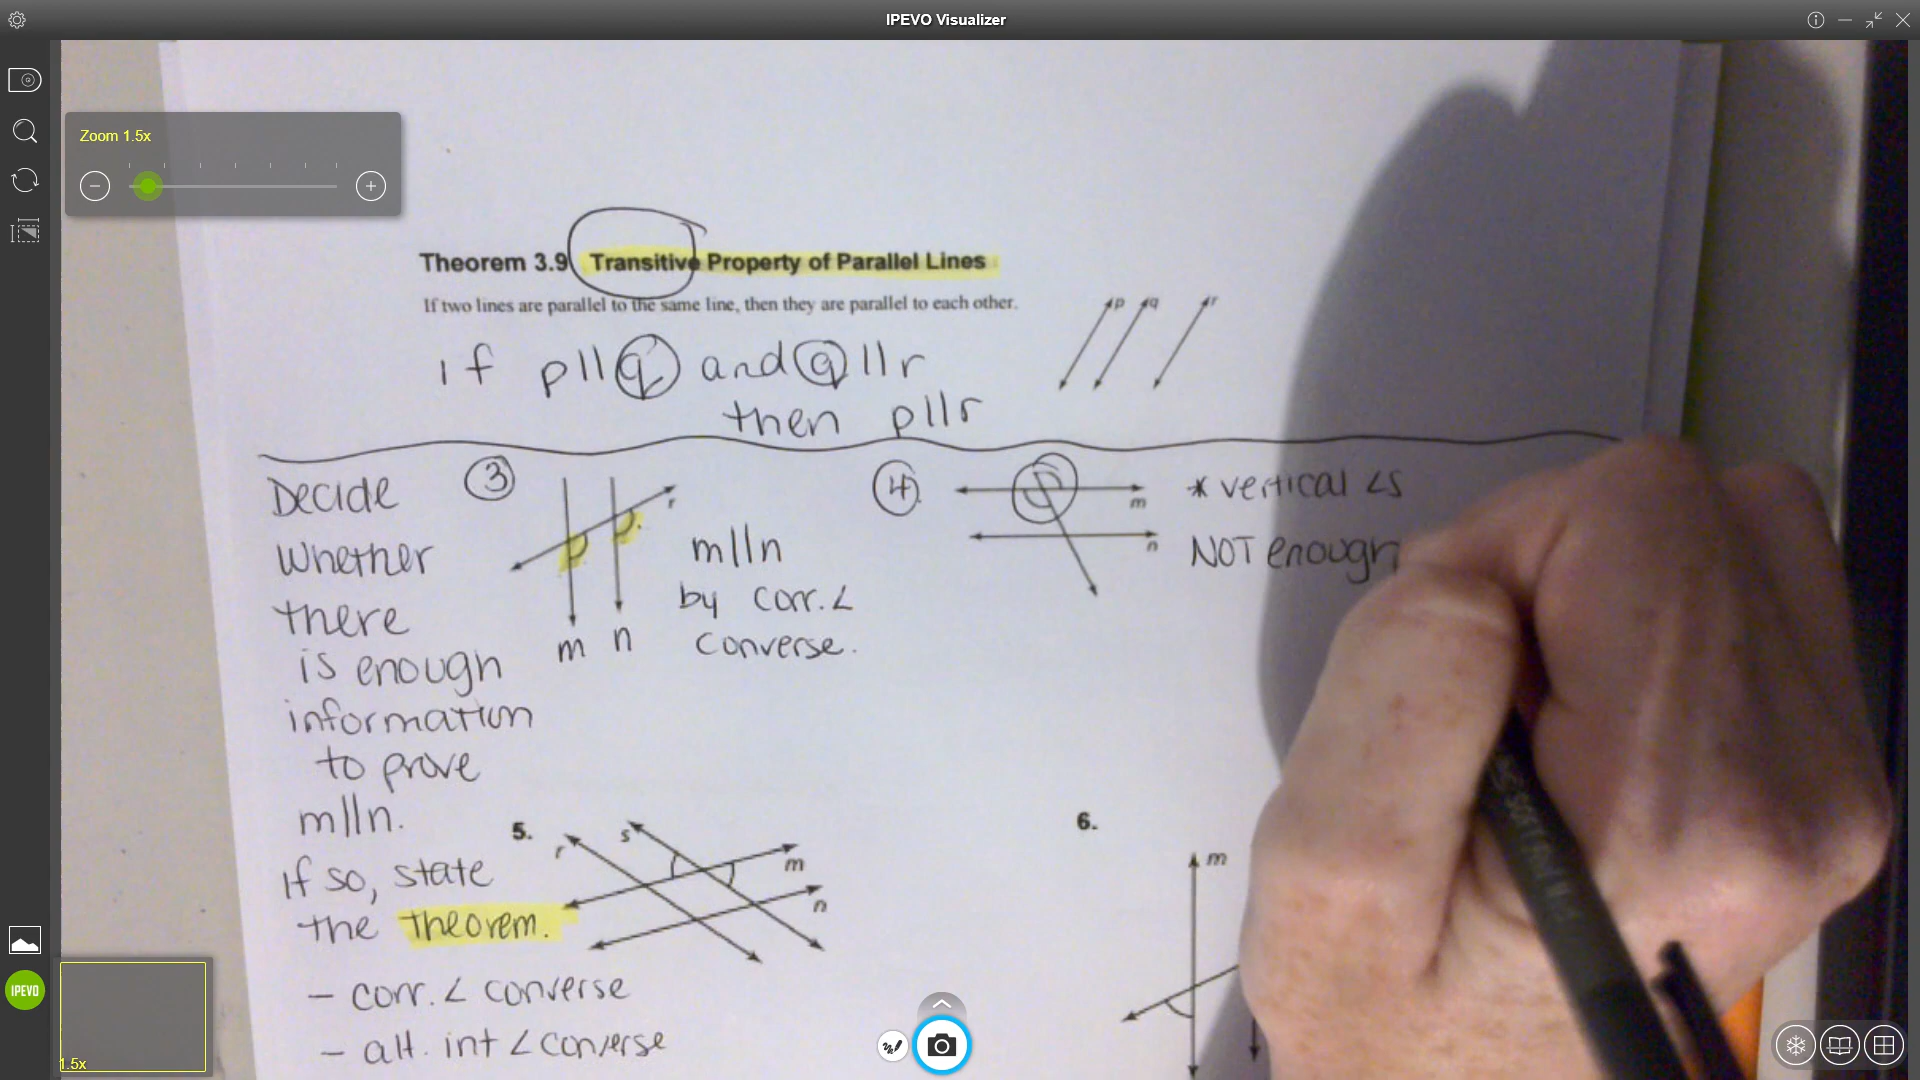 IPEVO Visualizer
Zoom 1.5x
Theorem 3.9 Transitive Property of Parallel Lines
If two lines are parallel to the same line, then they are parallel to each other.
p q r
if p||q and q||r
then p||r
Decide
whether
there
is enough
information
to prove
m||n.
If so, state
the theorem.
- corr. ∠ converse
- alt. int ∠ converse
3
r
m n
m||n
by corr. ∠
converse.
4
m
n
* vertical ∠s
NOT enough
5.
r
s
m
n
6.
m
IPEVO
1.5x